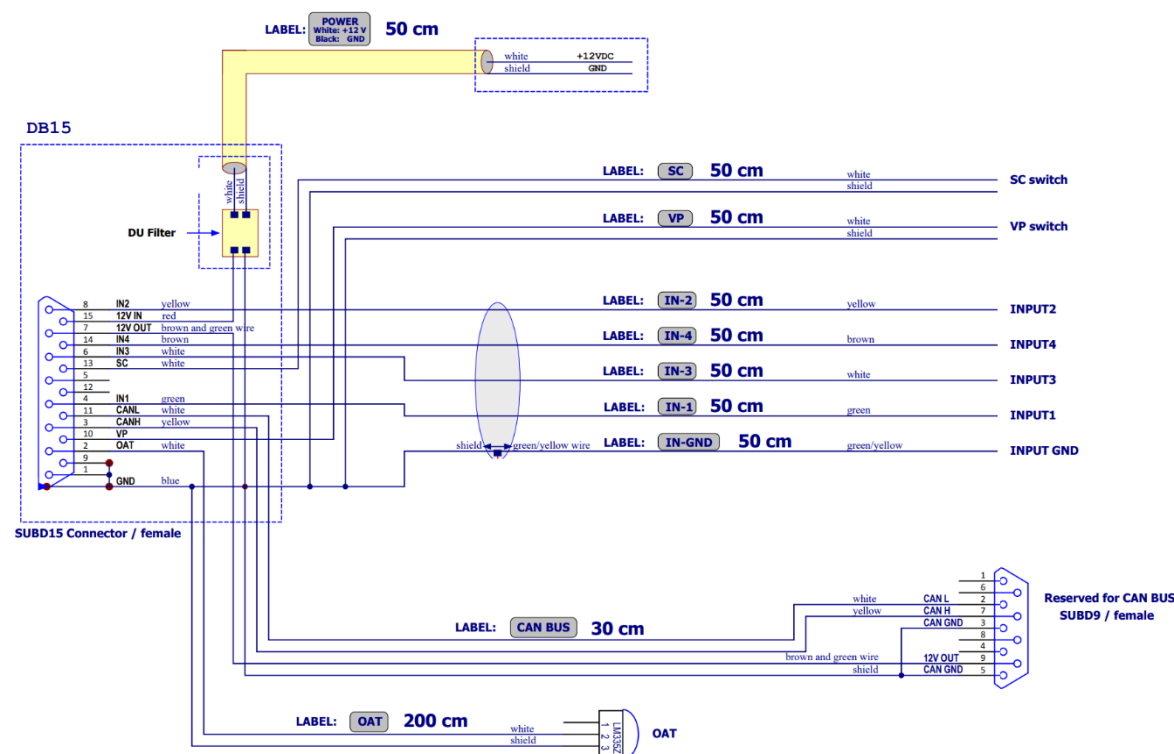 LABEL: POWER 50 cm
White: +12 V
Black: GND
white +12VDC
shield GND
DB15
white
shield
DU Filter
LABEL: SC 50 cm white
shield
SC switch
LABEL: VP 50 cm white
shield
VP switch
8 IN2 yellow
15 12V IN red
7 12V OUT brown and green wire
14 IN4 brown
6 IN3 white
13 SC white
5
12
4 IN1 green
11 CANL white
3 CANH yellow
10 VP
2 OAT white
9
1
GND blue
SUBD15 Connector / female
LABEL: IN-2 50 cm yellow INPUT2
LABEL: IN-4 50 cm brown INPUT4
LABEL: IN-3 50 cm white INPUT3
LABEL: IN-1 50 cm green INPUT1
shield green/yellow wire LABEL: IN-GND 50 cm green/yellow INPUT GND
LABEL: CAN BUS 30 cm
1
6
white CAN L 2
yellow CAN H 7
CAN GND 3
8
4
brown and green wire 12V OUT 9
shield CAN GND 5
Reserved for CAN BUS
SUBD9 / female
LABEL: OAT 200 cm
white
shield
1
2
3
LM335Z
OAT